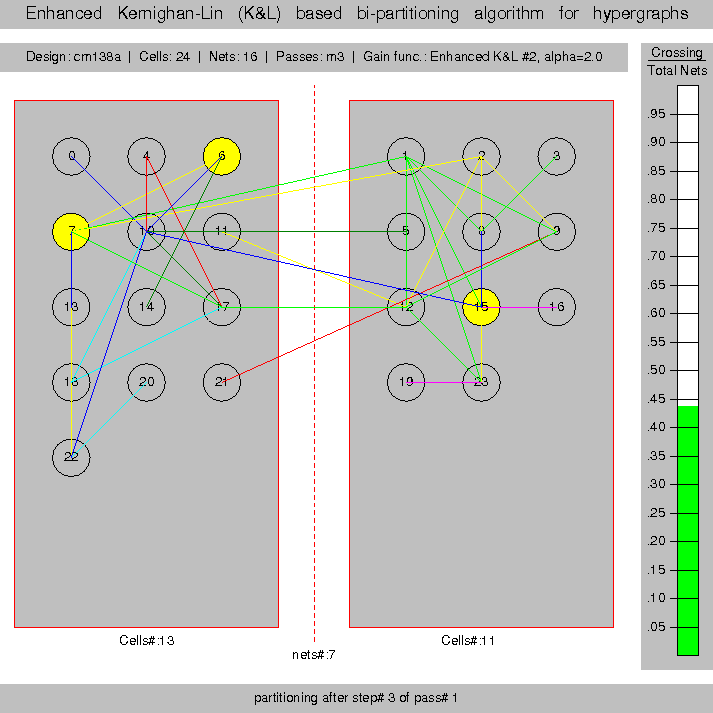 Enhanced Kernighan-Lin (K&L) based bi-partitioning algorithm for hypergraphs
Design: cm138a | Cells: 24 | Nets: 16 | Passes: m3 | Gain func.: Enhanced K&L #2, alpha=2.0
Crossing
Total Nets
.95
.90
.85
.80
.75
.70
.65
.60
.55
.50
.45
.40
.35
.30
.25
.20
.15
.10
.05
0 4 6 1 2 3
7 10 11 5 8 9
13 14 17 12 15 16
18 20 21 19 23
22
Cells#:13 Cells#:11
nets#:7
partitioning after step# 3 of pass# 1